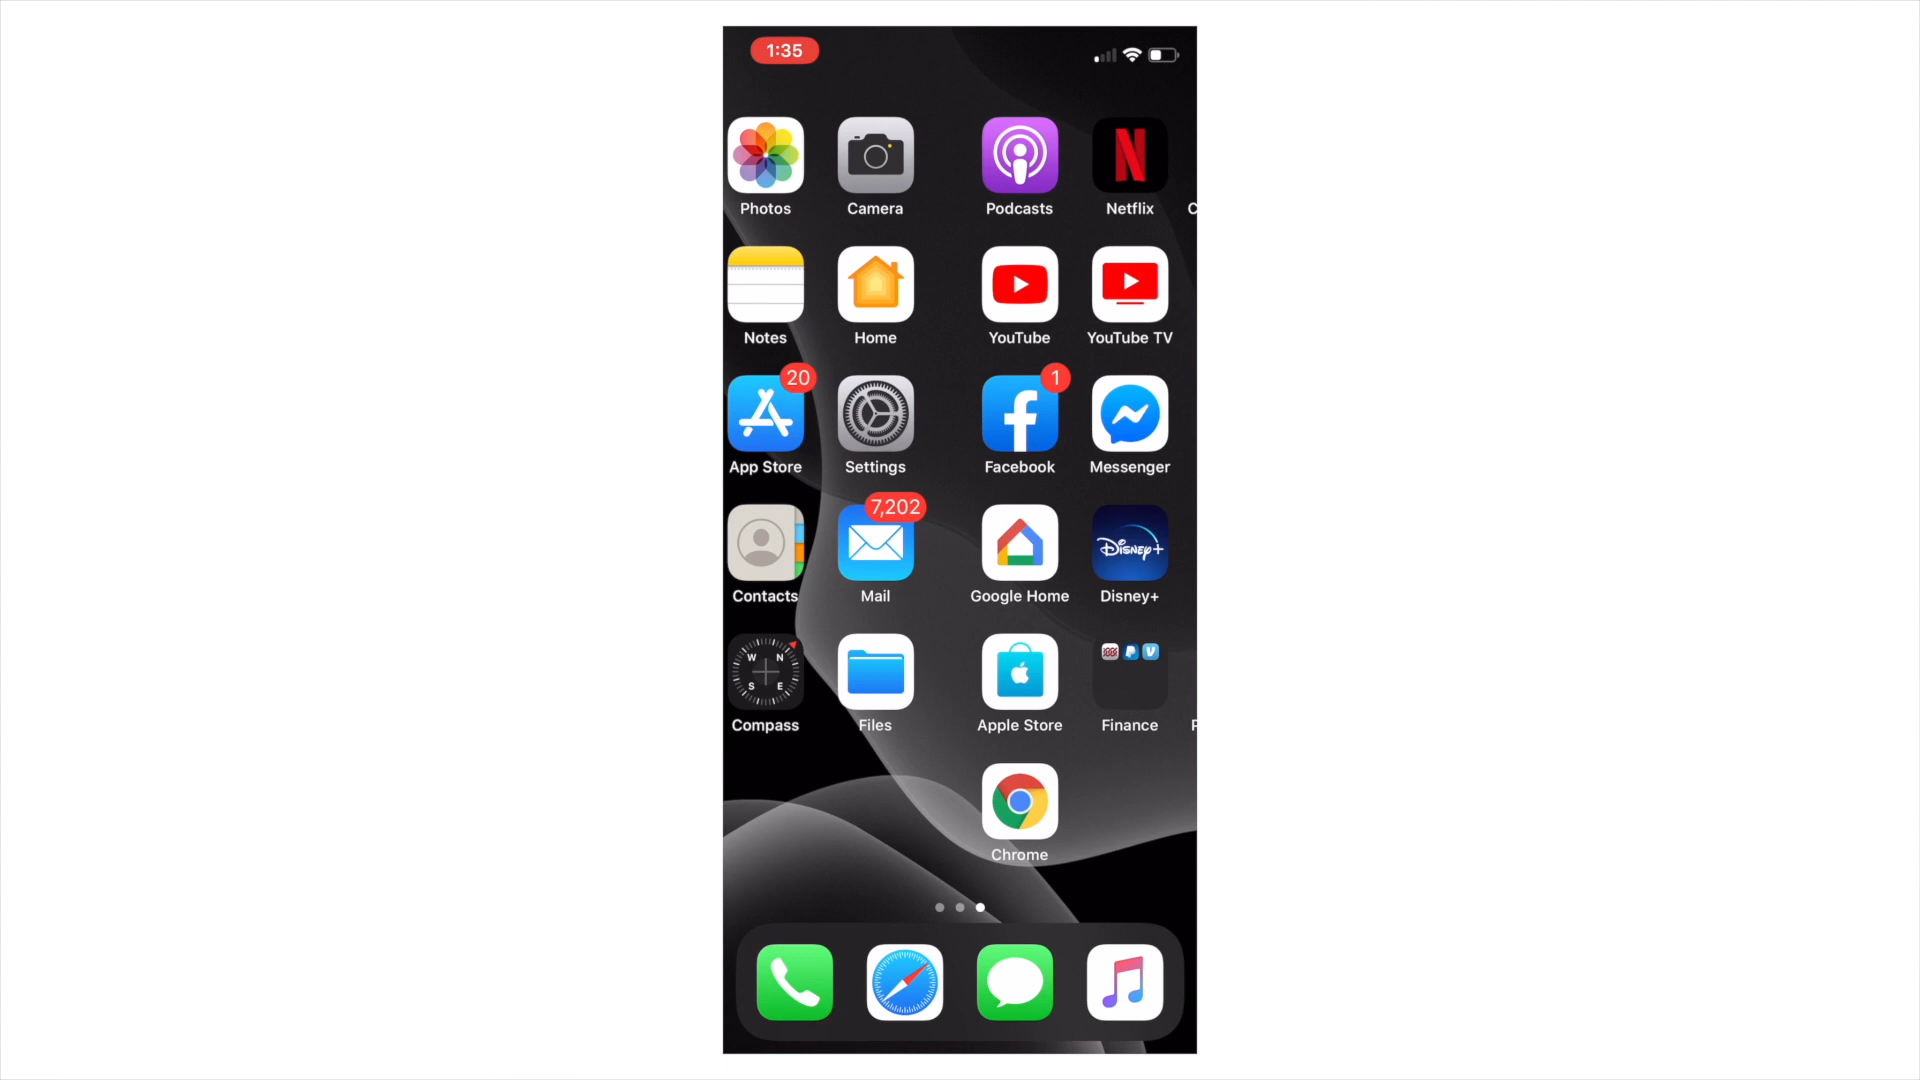 1:35
Photos Camera Podcasts Netflix C
Notes Home YouTube YouTube TV
20 1
App Store Settings Facebook Messenger
7,202
Disney+
Contacts Mail Google Home Disney+
W N
S E
Compass Files Apple Store Finance
Chrome